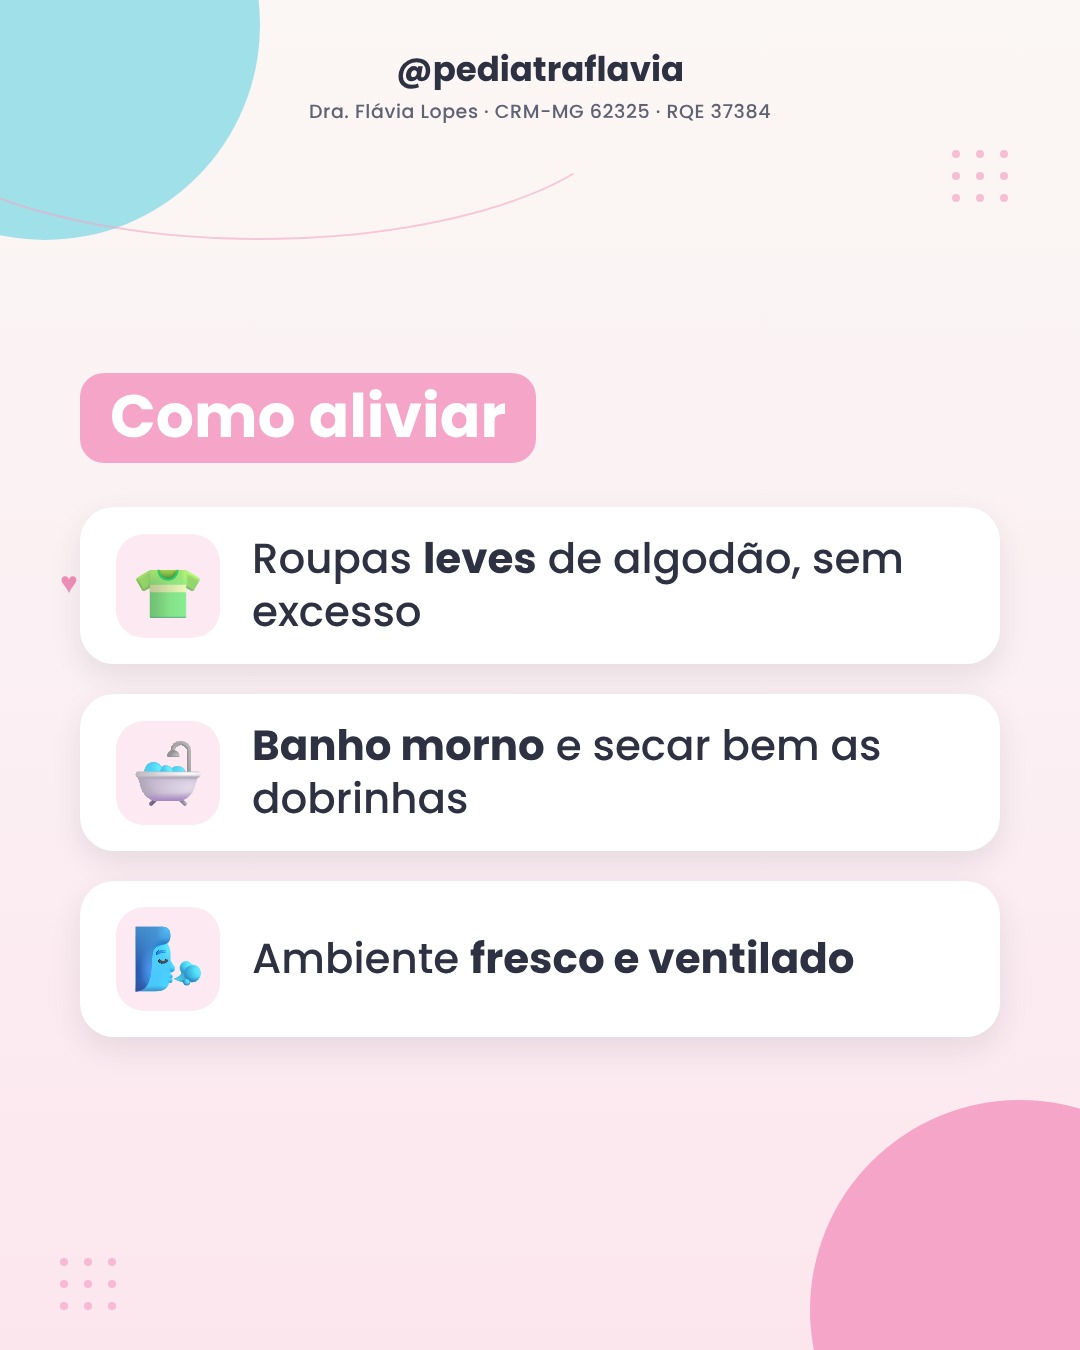 @pediatraflavia
Dra. Flávia Lopes · CRM-MG 62325 · RQE 37384
Como aliviar
Roupas leves de algodão, sem
excesso
Banho morno e secar bem as
dobrinhas
Ambiente fresco e ventilado